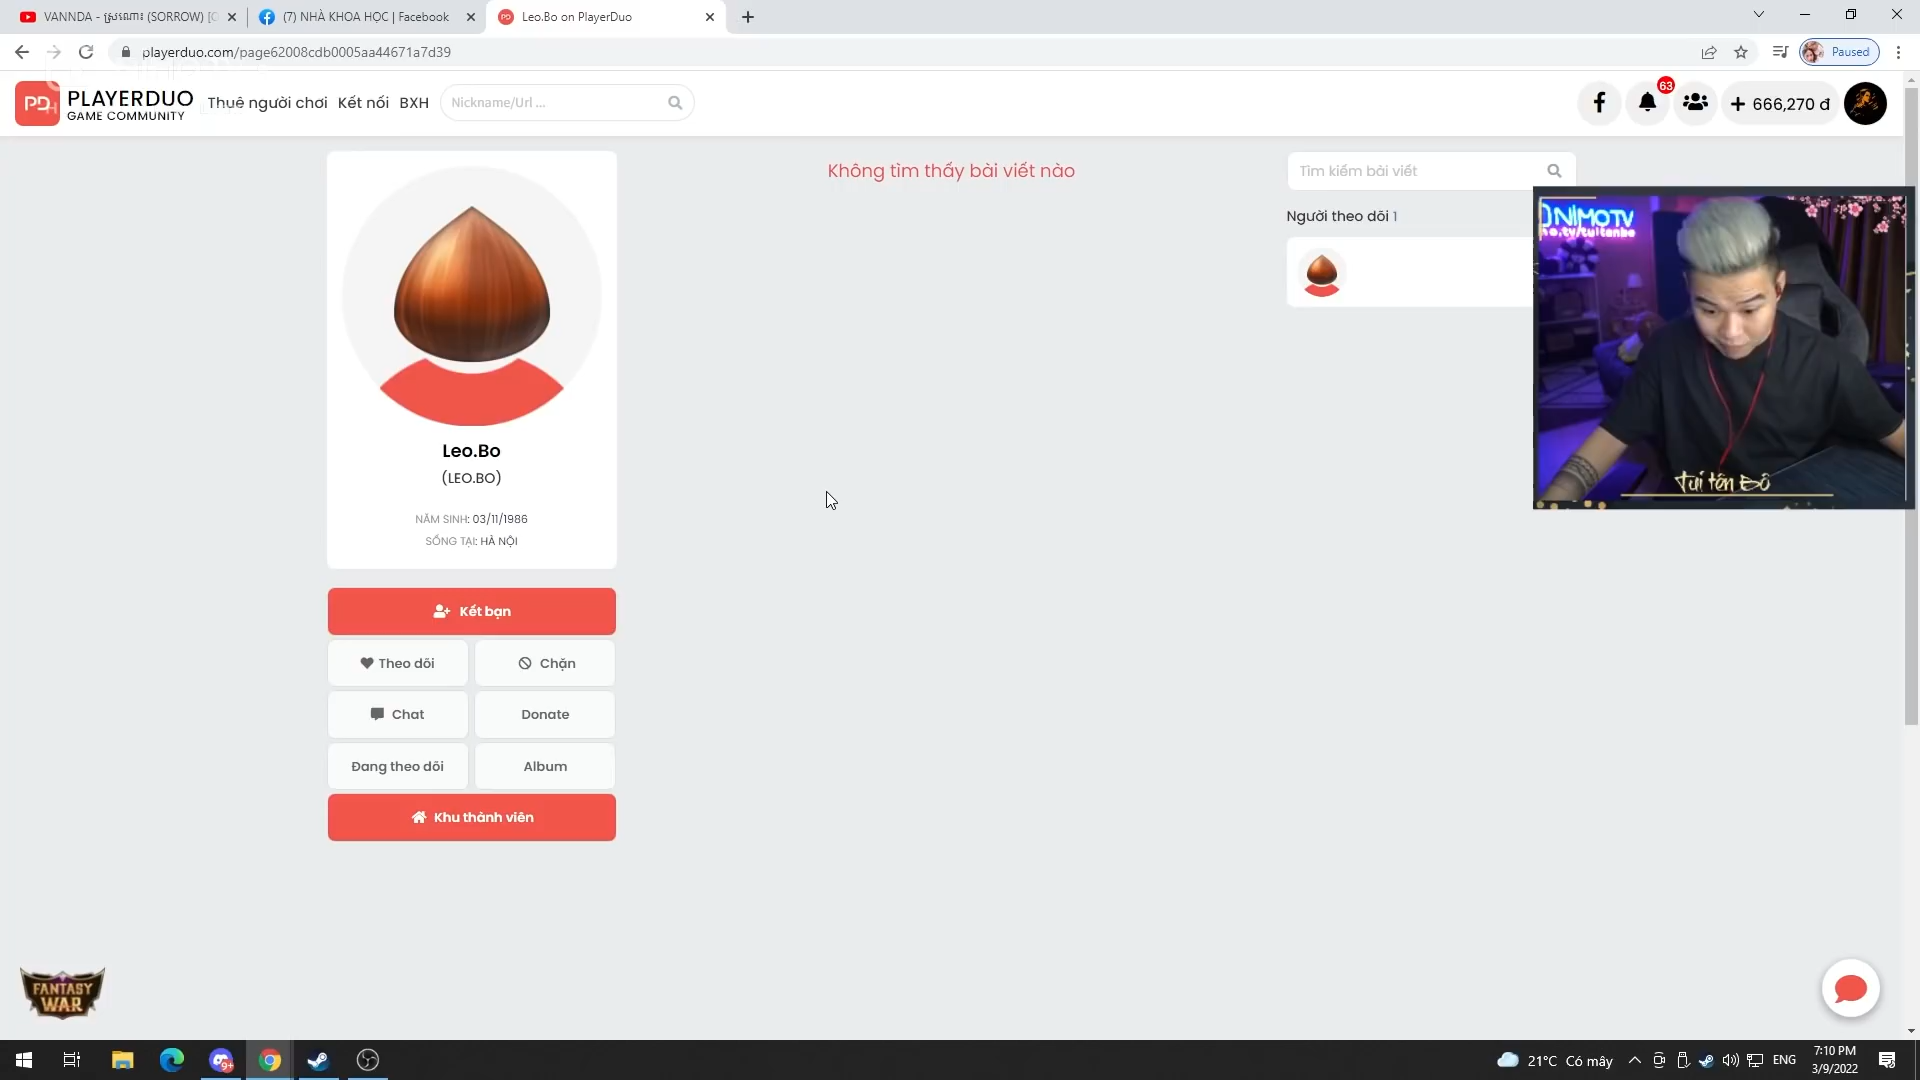 VANNDA - ស្រណោះ (SORROW) [O
(7) NHÀ KHOA HỌC | Facebook
Leo.Bo on PlayerDuo
playerduo.com/page62008cdb0005aa44671a7d39
Paused
PD
PLAYERDUO
GAME COMMUNITY
Thuê người chơi
Kết nối
BXH
Nickname/Url ...
63
666,270 đ
Không tìm thấy bài viết nào
Tìm kiếm bài viết
Người theo dõi 1
NIMOTV
Tui tên Bô
Leo.Bo
(LEO.BO)
NĂM SINH: 03/11/1986
SỐNG TẠI: HÀ NỘI
Kết bạn
Theo dõi
Chặn
Chat
Donate
Đang theo dõi
Album
Khu thành viên
FANTASY
WAR
9+
21°C Có mây
ENG
7:10 PM
3/9/2022